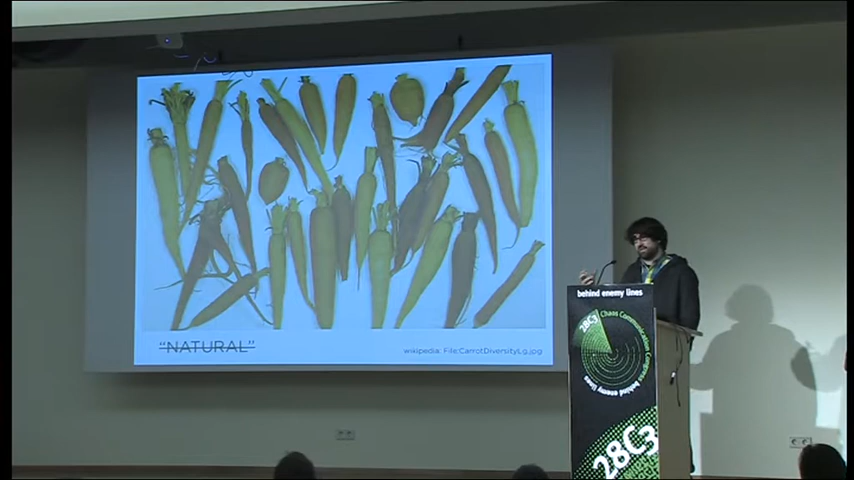 "NATURAL"
wikipedia: File:CarrotDiversityLg.jpg
behind enemy lines
28C3
Chaos Communication Congress
behind enemy lines
28C3